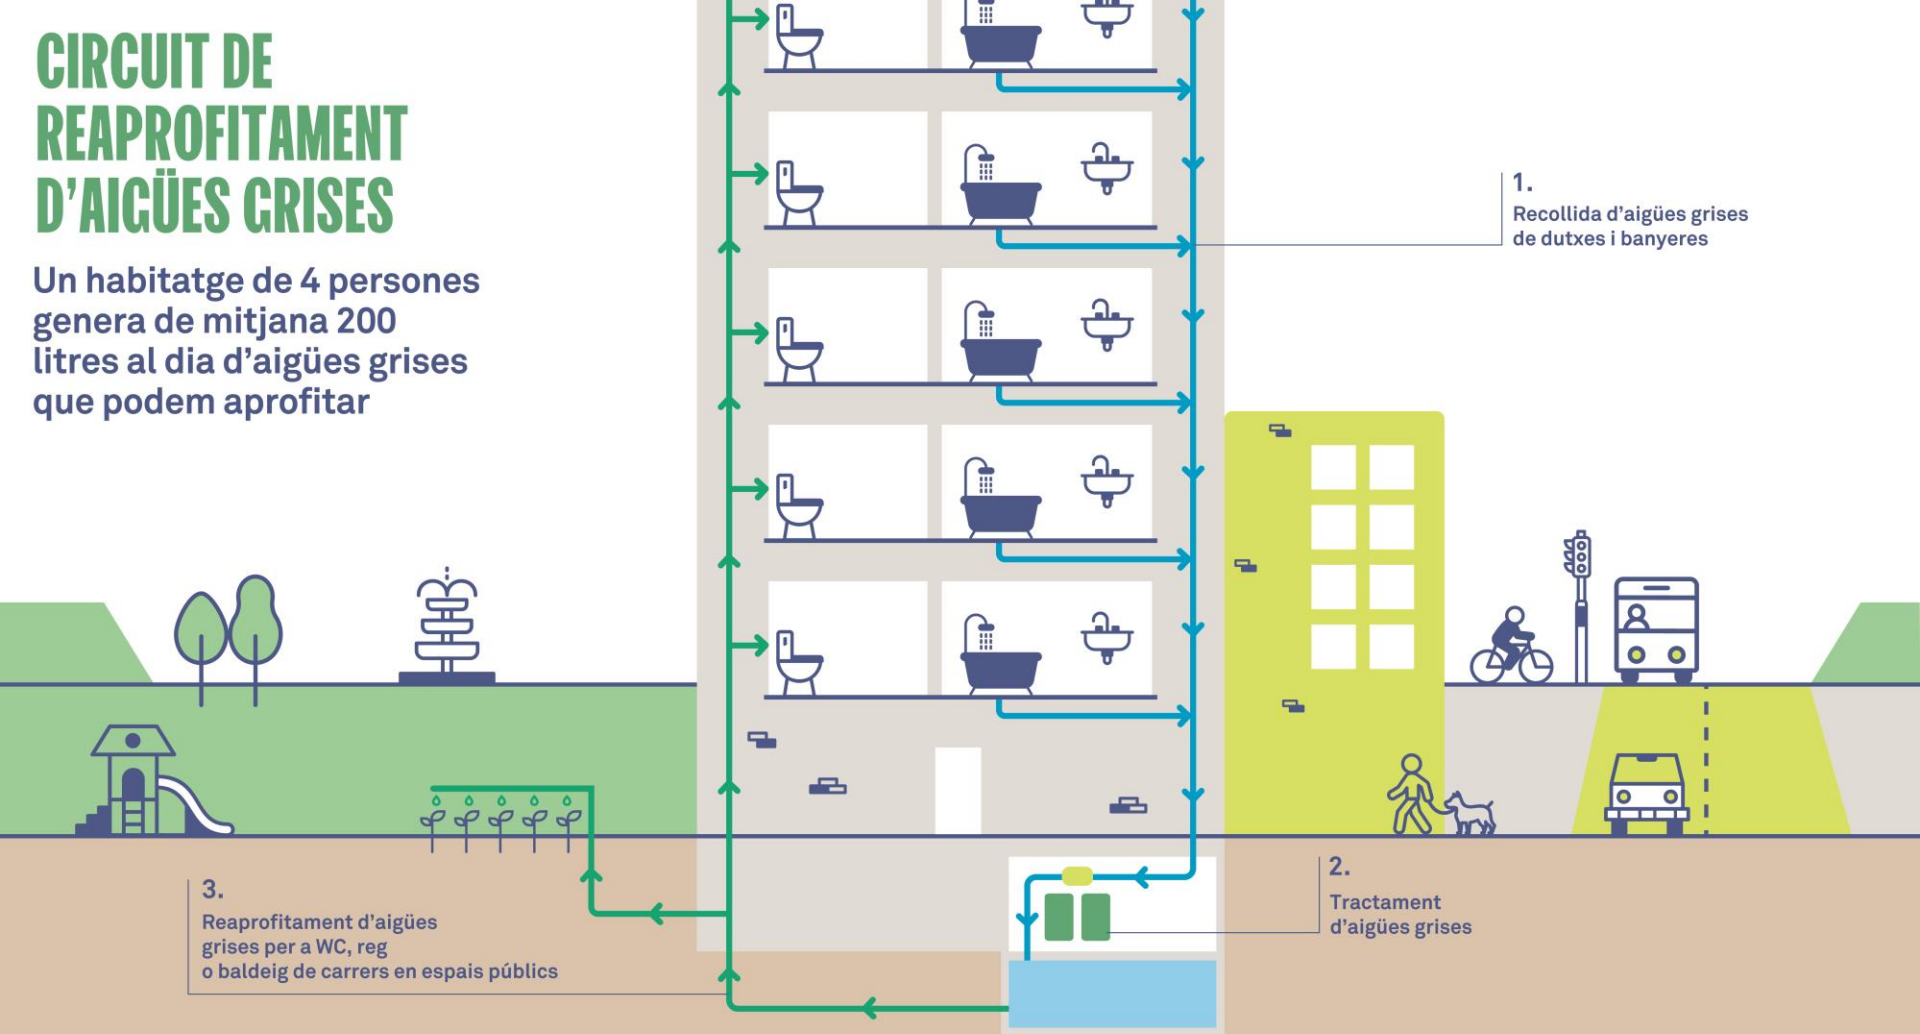 CIRCUIT DE
REAPROFITAMENT
D'AIGÜES GRISES
Un habitatge de 4 persones
genera de mitjana 200
litres al dia d'aigües grises
que podem aprofitar
1.
Recollida d'aigües grises
de dutxes i banyeres
2.
Tractament
d'aigües grises
3.
Reaprofitament d'aigües
grises per a WC, reg
o baldeig de carrers en espais públics